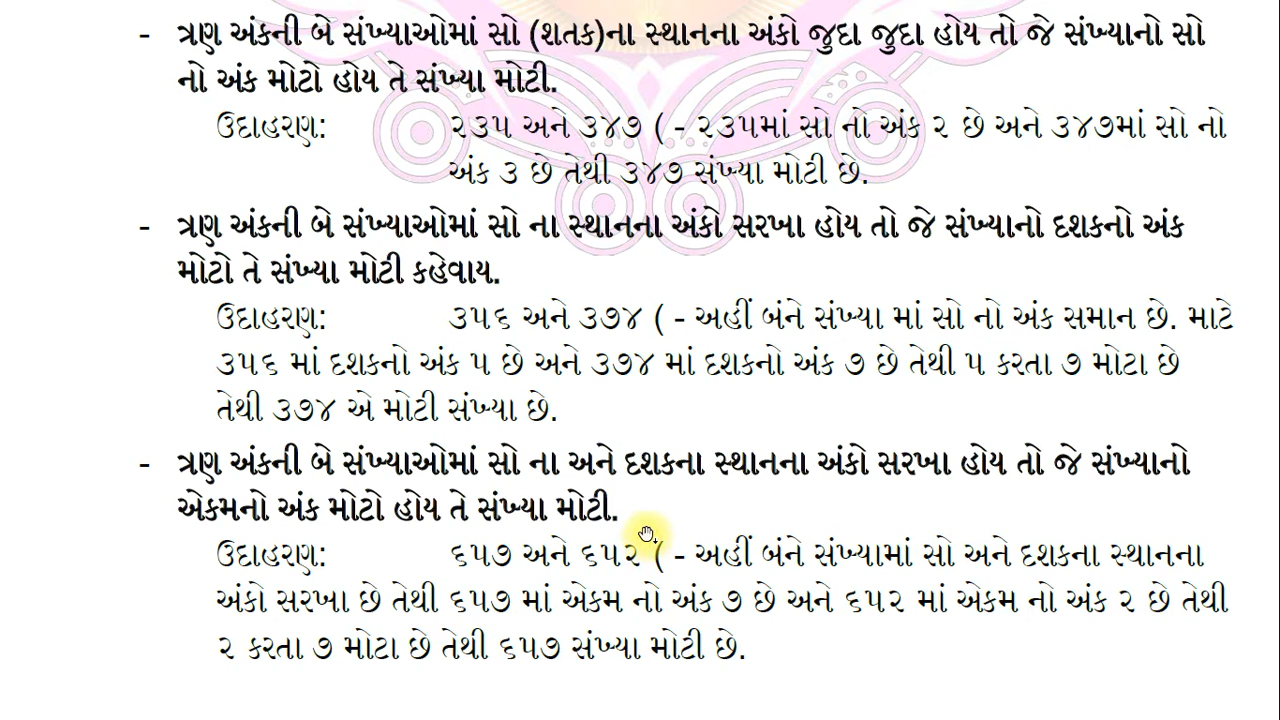 - ત્રણ અંકની બે સંખ્યાઓમાં સો (શતક)ના સ્થાનના અંકો જુદા જુદા હોય તો જે સંખ્યાનો સો
નો અંક મોટો હોય તે સંખ્યા મોટી.
ઉદાહરણ: ૨૩૫ અને ૩૪૭ ( - ૨૩૫માં સો નો અંક ૨ છે અને ૩૪૭માં સો નો
અંક ૩ છે તેથી ૩૪૭ સંખ્યા મોટી છે.
- ત્રણ અંકની બે સંખ્યાઓમાં સો ના સ્થાનના અંકો સરખા હોય તો જે સંખ્યાનો દશકનો અંક
મોટો તે સંખ્યા મોટી કહેવાય.
ઉદાહરણ: ૩૫૬ અને ૩૭૪ ( - અહીં બંને સંખ્યા માં સો નો અંક સમાન છે. માટે
૩૫૬ માં દશકનો અંક ૫ છે અને ૩૭૪ માં દશકનો અંક ૭ છે તેથી ૫ કરતા ૭ મોટા છે
તેથી ૩૭૪ એ મોટી સંખ્યા છે.
- ત્રણ અંકની બે સંખ્યાઓમાં સો ના અને દશકના સ્થાનના અંકો સરખા હોય તો જે સંખ્યાનો
એકમનો અંક મોટો હોય તે સંખ્યા મોટી.
ઉદાહરણ: ૬૫૭ અને ૬૫૨ ( - અહીં બંને સંખ્યામાં સો અને દશકના સ્થાનના
અંકો સરખા છે તેથી ૬૫૭ માં એકમ નો અંક ૭ છે અને ૬૫૨ માં એકમ નો અંક ૨ છે તેથી
૨ કરતા ૭ મોટા છે તેથી ૬૫૭ સંખ્યા મોટી છે.